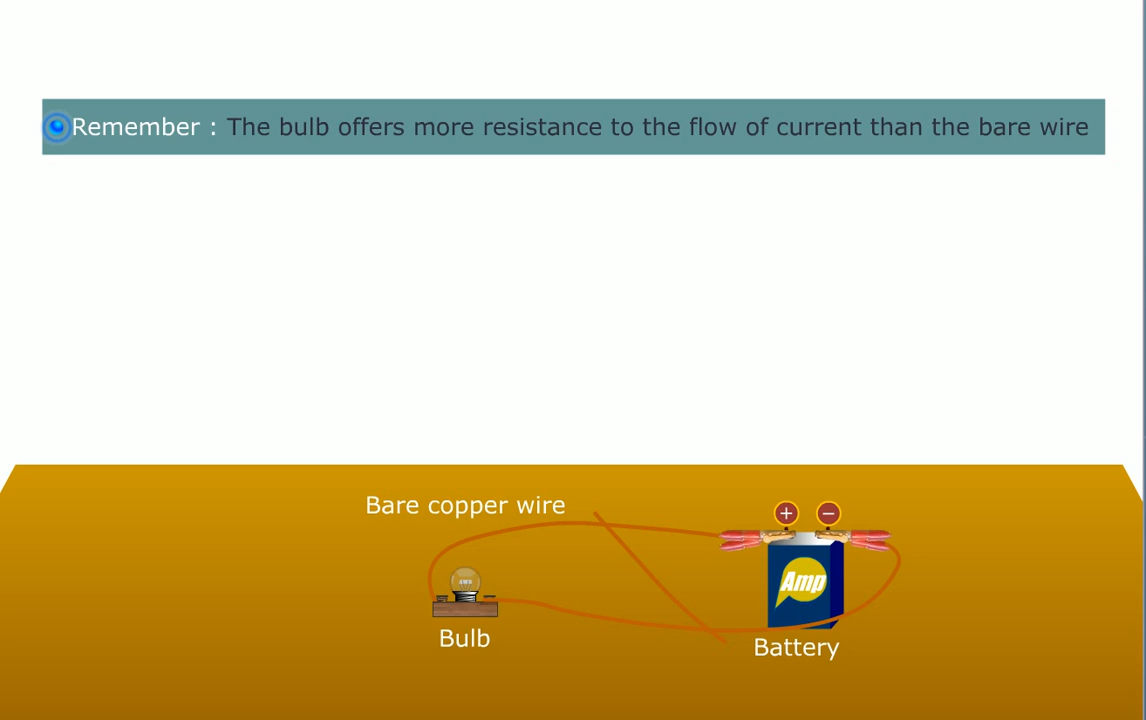 Remember : The bulb offers more resistance to the flow of current than the bare wire
Bare copper wire
+ −
Amp
Bulb
Battery